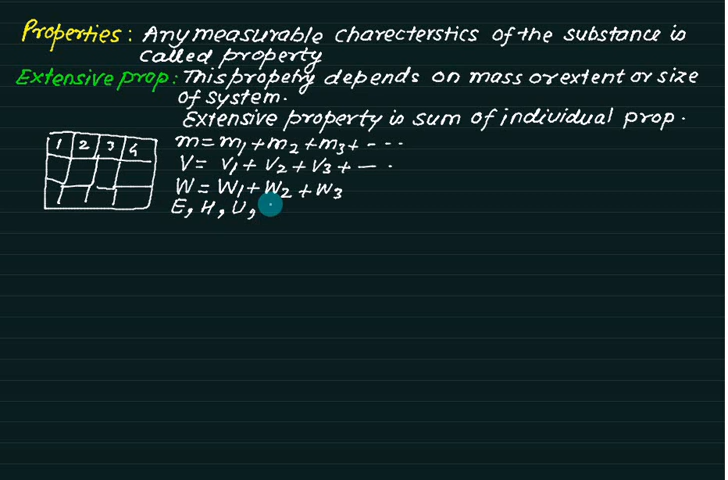 Properties: Any measurable charecterstics of the substance is
called property
Extensive prop: This property depends on mass or extent or size
of system.
Extensive property is sum of individual prop.
1 2 3 4
m = m1 + m2 + m3 + - - -
V = V1 + V2 + V3 + - - .
W = W1 + W2 + W3
E, H, U,